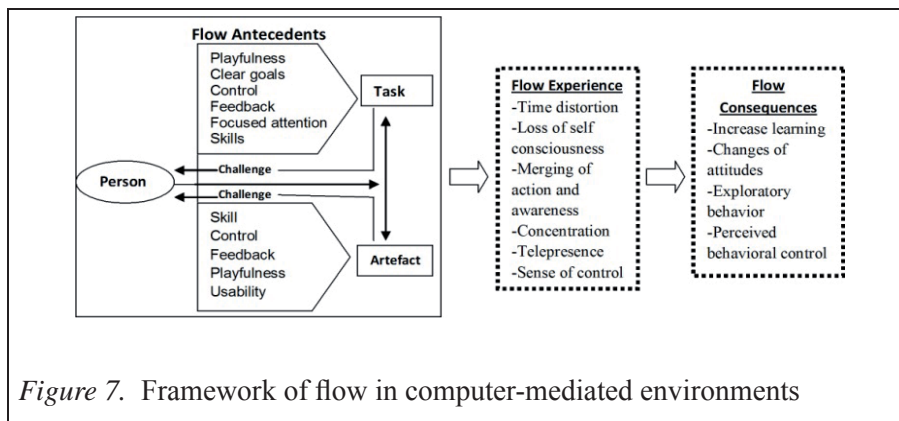 Flow Antecedents
Playfulness
Clear goals
Control
Feedback
Focused attention
Skills
Task
Challenge
Person
Challenge
Skill
Control
Feedback
Playfulness
Usability
Artefact
Flow Experience
-Time distortion
-Loss of self
consciousness
-Merging of
action and
awareness
-Concentration
-Telepresence
-Sense of control
Flow
Consequences
-Increase learning
-Changes of
attitudes
-Exploratory
behavior
-Perceived
behavioral control
Figure 7. Framework of flow in computer-mediated environments